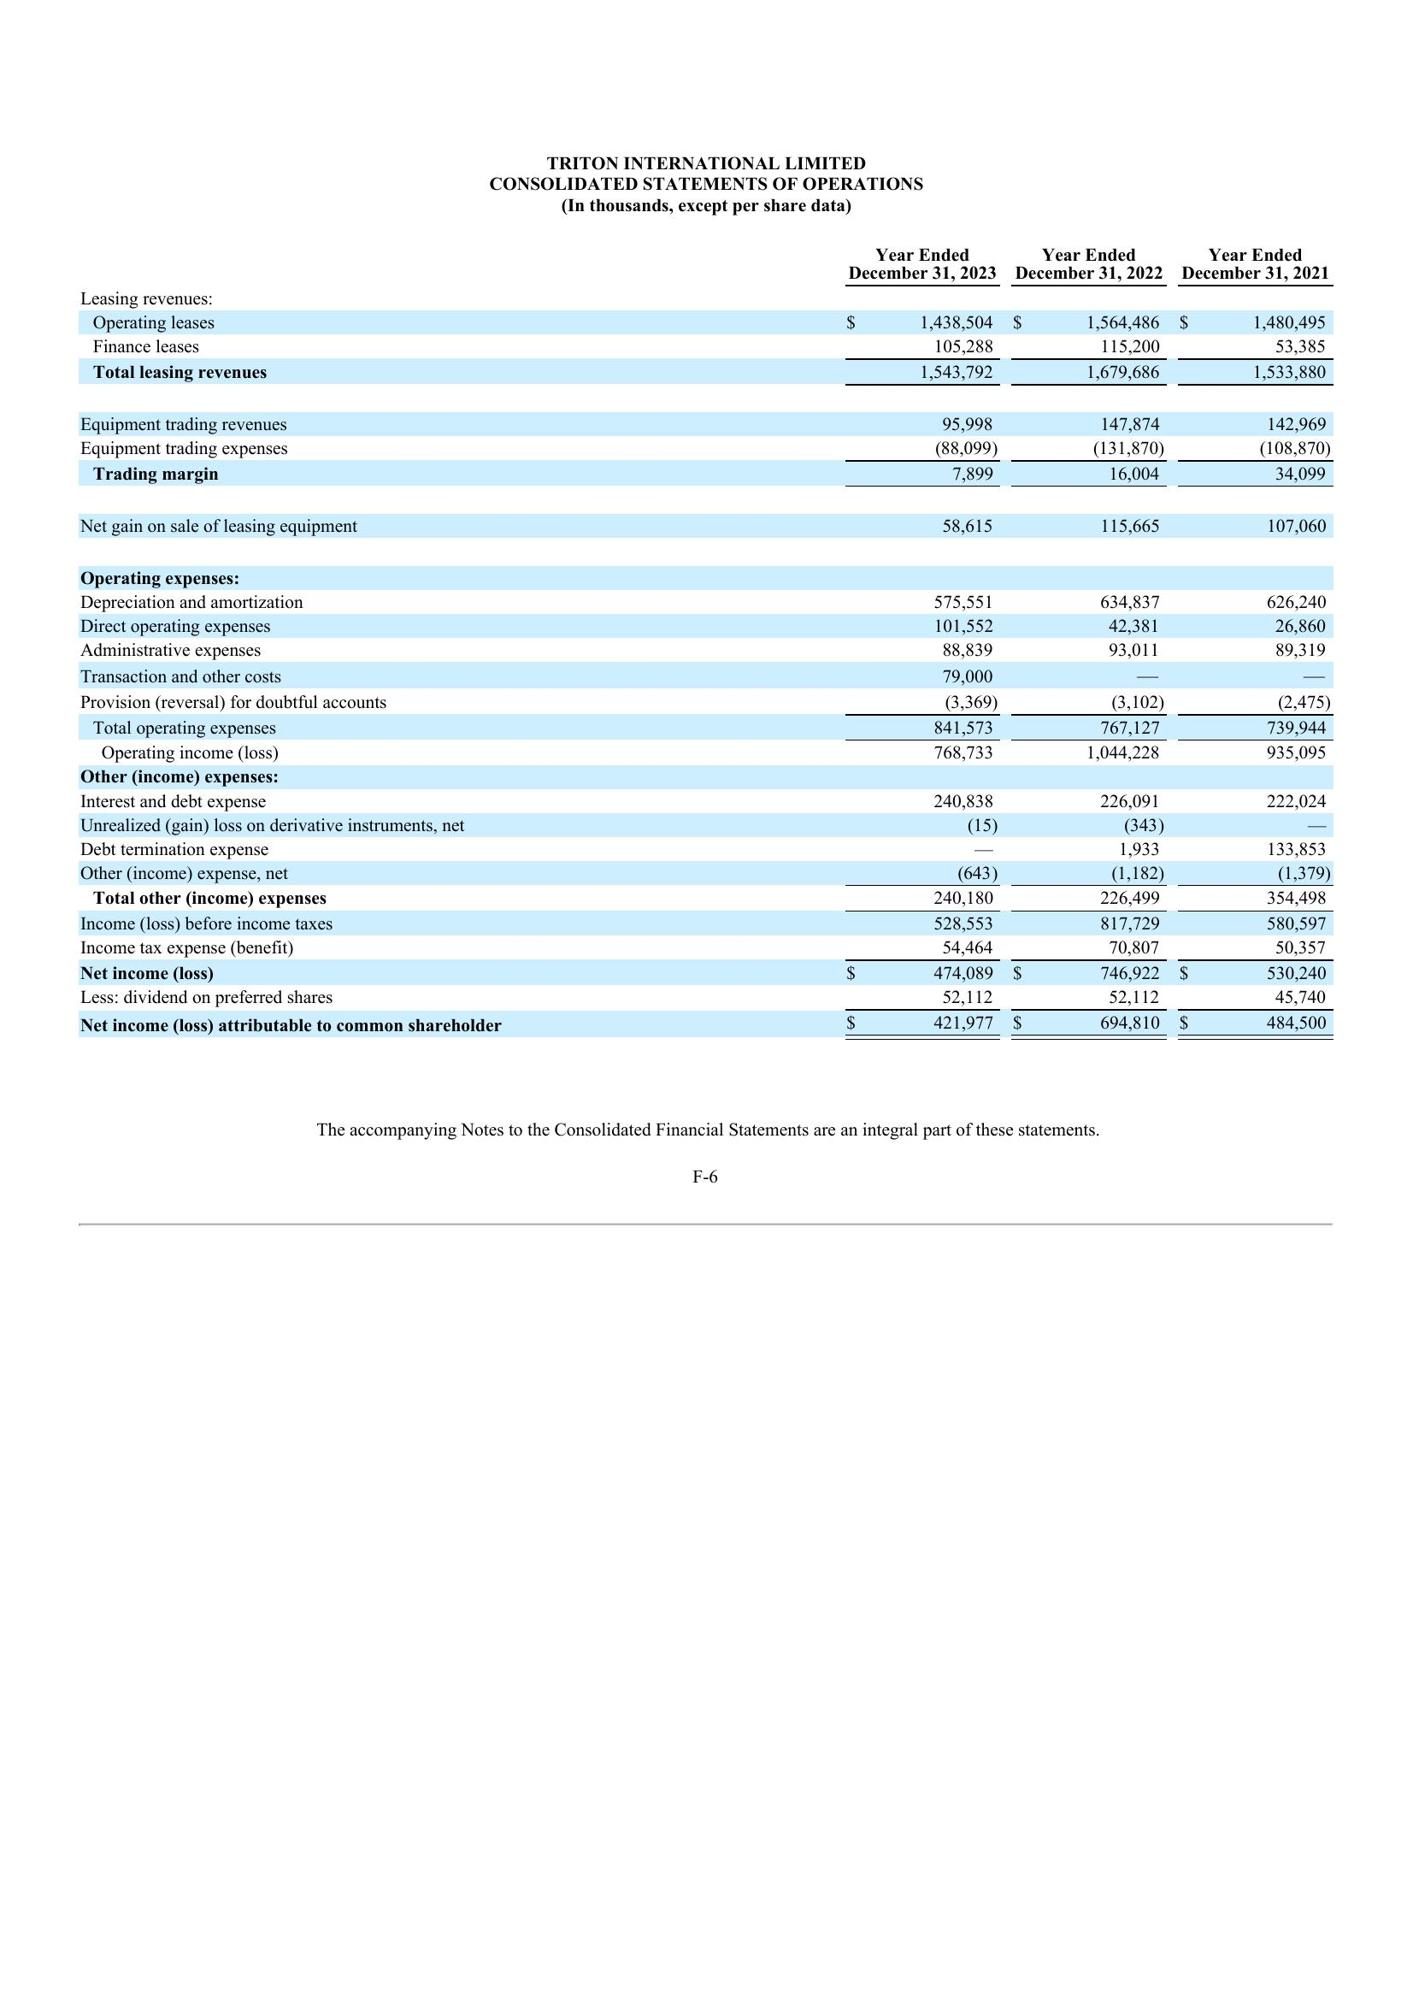 TRITON INTERNATIONAL LIMITED
CONSOLIDATED STATEMENTS OF OPERATIONS
(In thousands, except per share data)
Year Ended December 31, 2023 Year Ended December 31, 2022 Year Ended December 31, 2021
Leasing revenues:
Operating leases $ 1,438,504 $ 1,564,486 $ 1,480,495
Finance leases 105,288 115,200 53,385
Total leasing revenues 1,543,792 1,679,686 1,533,880
Equipment trading revenues 95,998 147,874 142,969
Equipment trading expenses (88,099) (131,870) (108,870)
Trading margin 7,899 16,004 34,099
Net gain on sale of leasing equipment 58,615 115,665 107,060
Operating expenses:
Depreciation and amortization 575,551 634,837 626,240
Direct operating expenses 101,552 42,381 26,860
Administrative expenses 88,839 93,011 89,319
Transaction and other costs 79,000 — —
Provision (reversal) for doubtful accounts (3,369) (3,102) (2,475)
Total operating expenses 841,573 767,127 739,944
Operating income (loss) 768,733 1,044,228 935,095
Other (income) expenses:
Interest and debt expense 240,838 226,091 222,024
Unrealized (gain) loss on derivative instruments, net (15) (343) —
Debt termination expense — 1,933 133,853
Other (income) expense, net (643) (1,182) (1,379)
Total other (income) expenses 240,180 226,499 354,498
Income (loss) before income taxes 528,553 817,729 580,597
Income tax expense (benefit) 54,464 70,807 50,357
Net income (loss) $ 474,089 $ 746,922 $ 530,240
Less: dividend on preferred shares 52,112 52,112 45,740
Net income (loss) attributable to common shareholder $ 421,977 $ 694,810 $ 484,500
The accompanying Notes to the Consolidated Financial Statements are an integral part of these statements.
F-6